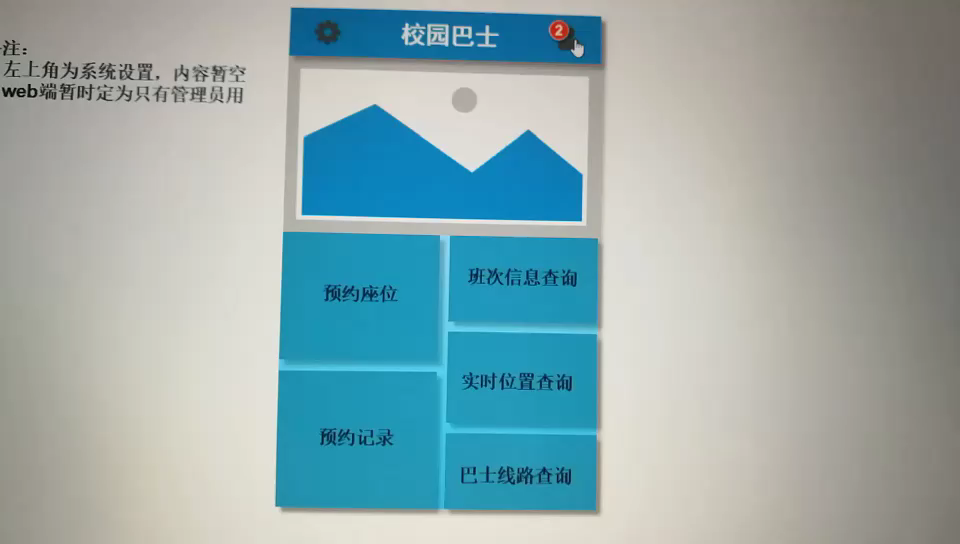 注：
左上角为系统设置，内容暂空
web端暂时定为只有管理员用
校园巴士
2
预约座位
班次信息查询
实时位置查询
预约记录
巴士线路查询